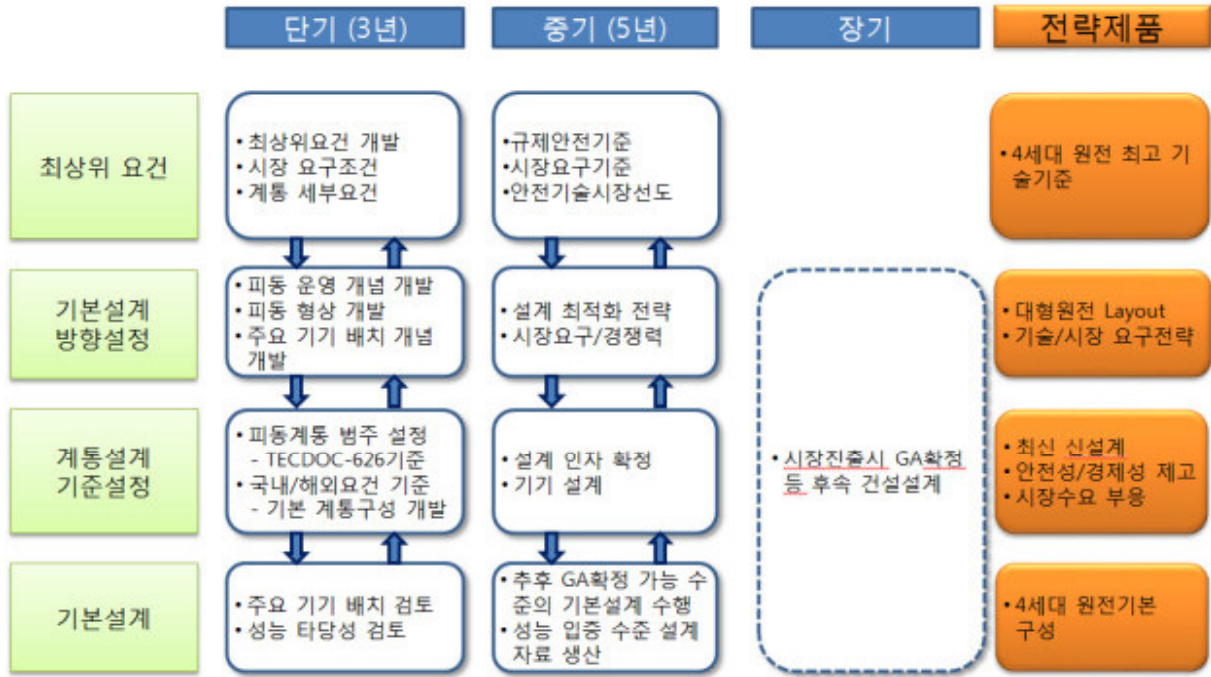 단기 (3년)
중기 (5년)
장기
전략제품
최상위 요건
• 최상위요건 개발
• 시장 요구조건
• 계통 세부요건
• 규제안전기준
• 시장요구기준
• 안전기술시장선도
• 4세대 원전 최고 기
술기준
기본설계
방향설정
• 피동 운영 개념 개발
• 피동 형상 개발
• 주요 기기 배치 개념
개발
• 설계 최적화 전략
• 시장요구/경쟁력
• 대형원전 Layout
• 기술/시장 요구전략
계통설계
기준설정
• 피동계통 범주 설정
- TECDOC-626기준
• 국내/해외요건 기준
- 기본 계통구성 개발
• 설계 인자 확정
• 기기 설계
• 시장진출시 GA확정
등 후속 건설설계
• 최신 신설계
• 안전성/경제성 제고
• 시장수요 부응
기본설계
• 주요 기기 배치 검토
• 성능 타당성 검토
• 추후 GA확정 가능 수
준의 기본설계 수행
• 성능 입증 수준 설계
자료 생산
• 4세대 원전기본
구성